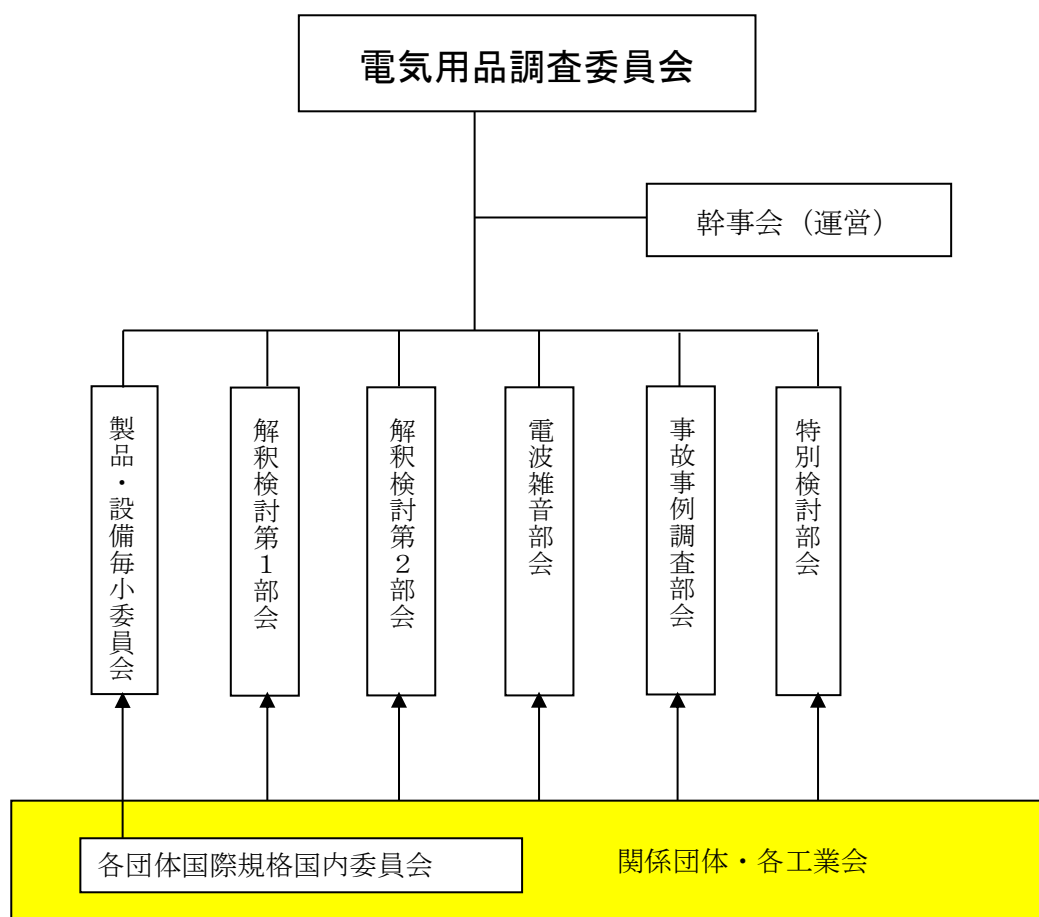 電気用品調査委員会
幹事会（運営）
製品・設備毎小委員会
解釈検討第１部会
解釈検討第２部会
電波雑音部会
事故事例調査部会
特別検討部会
各団体国際規格国内委員会
関係団体・各工業会